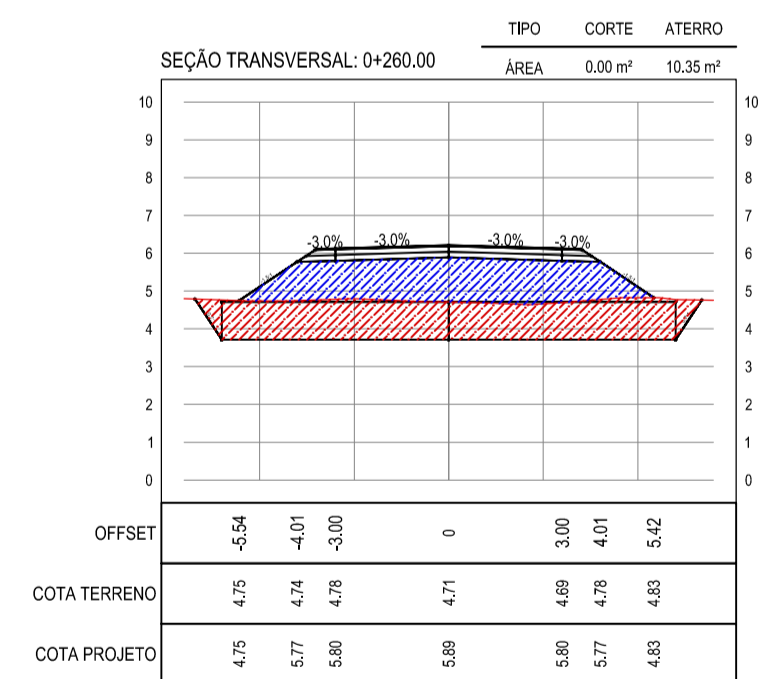 TIPO CORTE ATERRO
SEÇÃO TRANSVERSAL: 0+260.00
ÁREA 0.00 m² 10.35 m²
10 10
9 9
8 8
7 7
-3.0% -3.0% -3.0% -3.0%
6 6
5 5
4 4
3 3
2 2
1 1
0 0
OFFSET -5.54 -4.01 -3.00 0 3.00 4.01 5.42
COTA TERRENO 4.75 4.74 4.78 4.71 4.69 4.78 4.83
COTA PROJETO 4.75 5.77 5.80 5.89 5.80 5.77 4.83